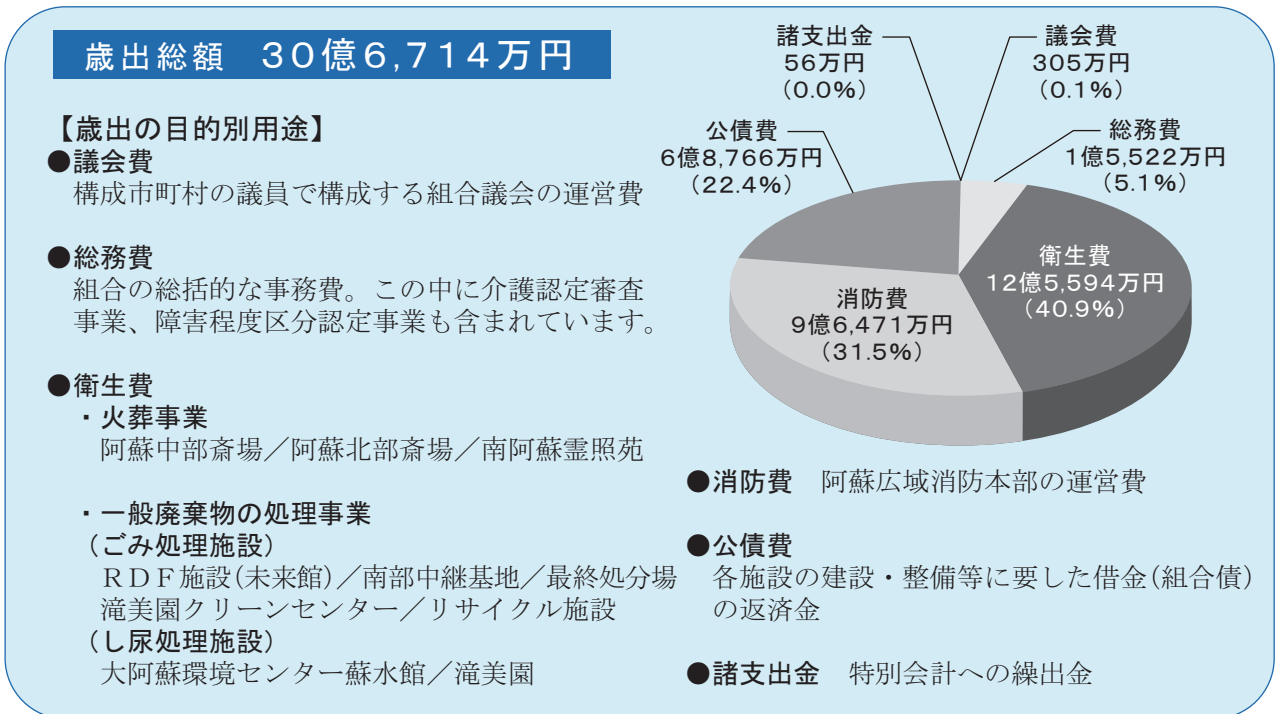 歳出総額　30億6,714万円
【歳出の目的別用途】
●議会費
構成市町村の議員で構成する組合議会の運営費
●総務費
組合の総括的な事務費。この中に介護認定審査
事業、障害程度区分認定事業も含まれています。
●衛生費
・火葬事業
阿蘇中部斎場／阿蘇北部斎場／南阿蘇霊照苑
・一般廃棄物の処理事業
（ごみ処理施設）
ＲＤＦ施設(未来館)／南部中継基地／最終処分場
滝美園クリーンセンター／リサイクル施設
（し尿処理施設）
大阿蘇環境センター蘇水館／滝美園
諸支出金
56万円
（0.0%）
議会費
305万円
（0.1%）
公債費
6億8,766万円
（22.4%）
総務費
1億5,522万円
（5.1%）
衛生費
12億5,594万円
（40.9%）
消防費
9億6,471万円
（31.5%）
●消防費　阿蘇広域消防本部の運営費
●公債費
各施設の建設・整備等に要した借金(組合債)
の返済金
●諸支出金　特別会計への繰出金